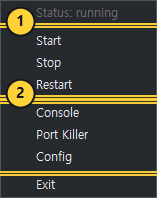 Status: running
1
Start
Stop
Restart
2
Console
Port Killer
Config
Exit